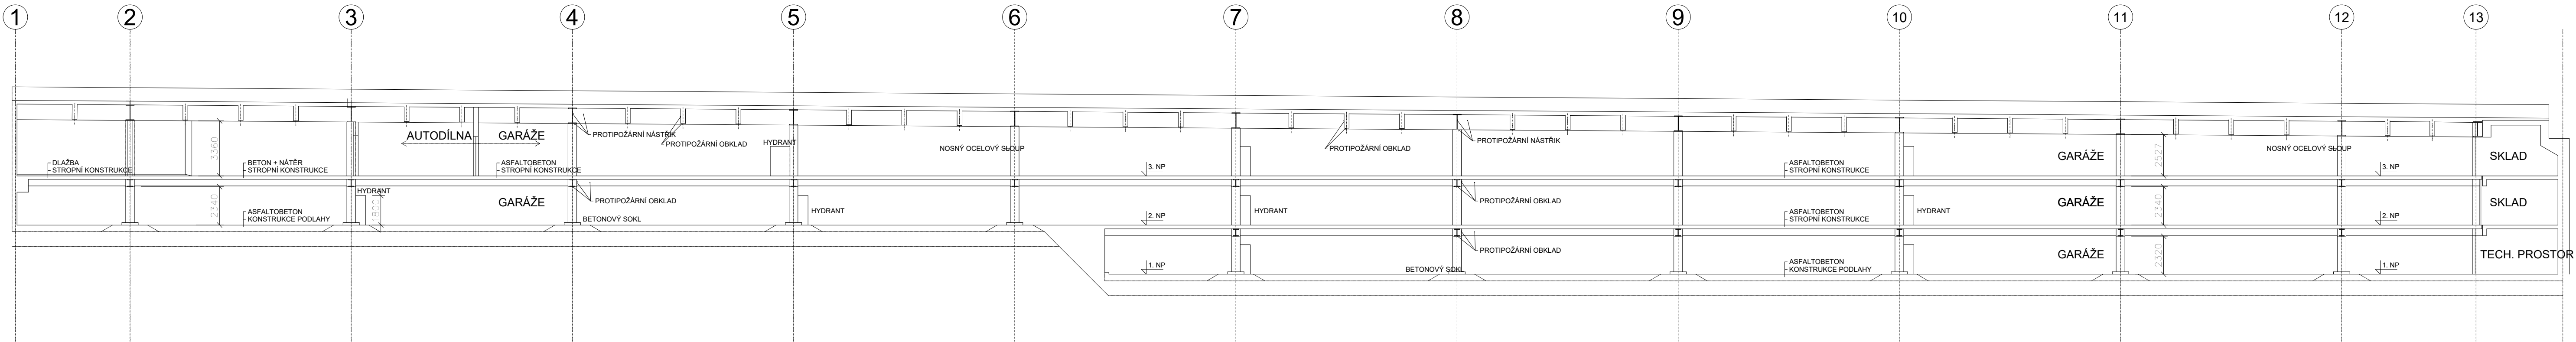 1
2
3
4
5
6
7
8
9
10
11
12
13
3360
AUTODÍLNA
GARÁŽE
PROTIPOŽÁRNÍ NÁSTŘIK
PROTIPOŽÁRNÍ OBKLAD
HYDRANT
NOSNÝ OCELOVÝ SLOUP
PROTIPOŽÁRNÍ OBKLAD
PROTIPOŽÁRNÍ NÁSTŘIK
GARÁŽE
2527
NOSNÝ OCELOVÝ SLOUP
SKLAD
DLAŽBA
STROPNÍ KONSTRUKCE
BETON + NÁTĚR
STROPNÍ KONSTRUKCE
ASFALTOBETON
STROPNÍ KONSTRUKCE
3. NP
ASFALTOBETON
STROPNÍ KONSTRUKCE
3. NP
2340
HYDRANT
1800
GARÁŽE
PROTIPOŽÁRNÍ OBKLAD
PROTIPOŽÁRNÍ OBKLAD
GARÁŽE
2340
SKLAD
ASFALTOBETON
KONSTRUKCE PODLAHY
BETONOVÝ SOKL
HYDRANT
2. NP
HYDRANT
ASFALTOBETON
STROPNÍ KONSTRUKCE
HYDRANT
2. NP
PROTIPOŽÁRNÍ OBKLAD
GARÁŽE
2320
TECH. PROSTOR
1. NP
BETONOVÝ SOKL
ASFALTOBETON
KONSTRUKCE PODLAHY
1. NP